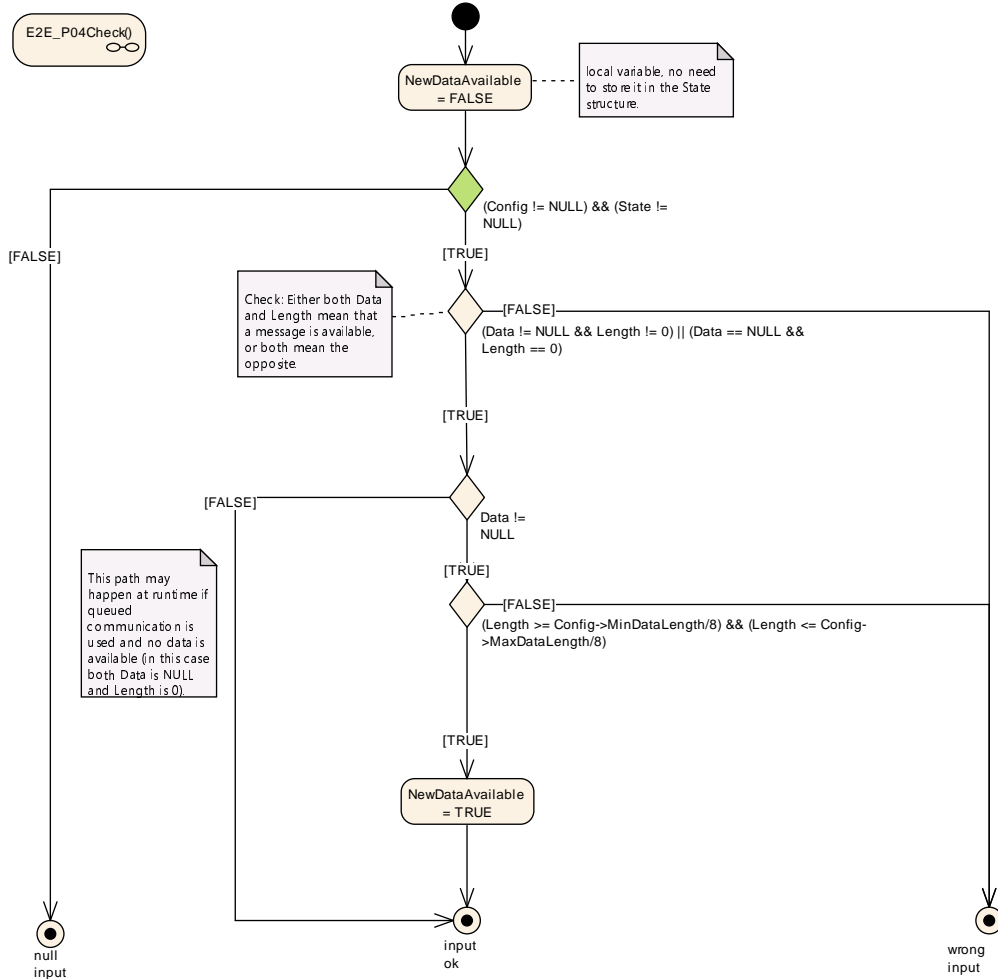 E2E_P04Check()
NewDataAvailable
= FALSE
local variable, no need
to store it in the State
structure.
(Config != NULL) && (State !=
NULL)
[FALSE]
[TRUE]
Check: Either both Data
and Length mean that
a message is available,
or both mean the
opposite.
[FALSE]
(Data != NULL && Length != 0) || (Data == NULL &&
Length == 0)
[TRUE]
[FALSE]
Data !=
NULL
This path may
happen at runtime if
queued
communication is
used and no data is
available (in this case
both Data is NULL
and Length is 0).
[TRUE]
[FALSE]
(Length >= Config->MinDataLength/8) && (Length <= Config-
>MaxDataLength/8)
[TRUE]
NewDataAvailable
= TRUE
null
input
input
ok
wrong
input